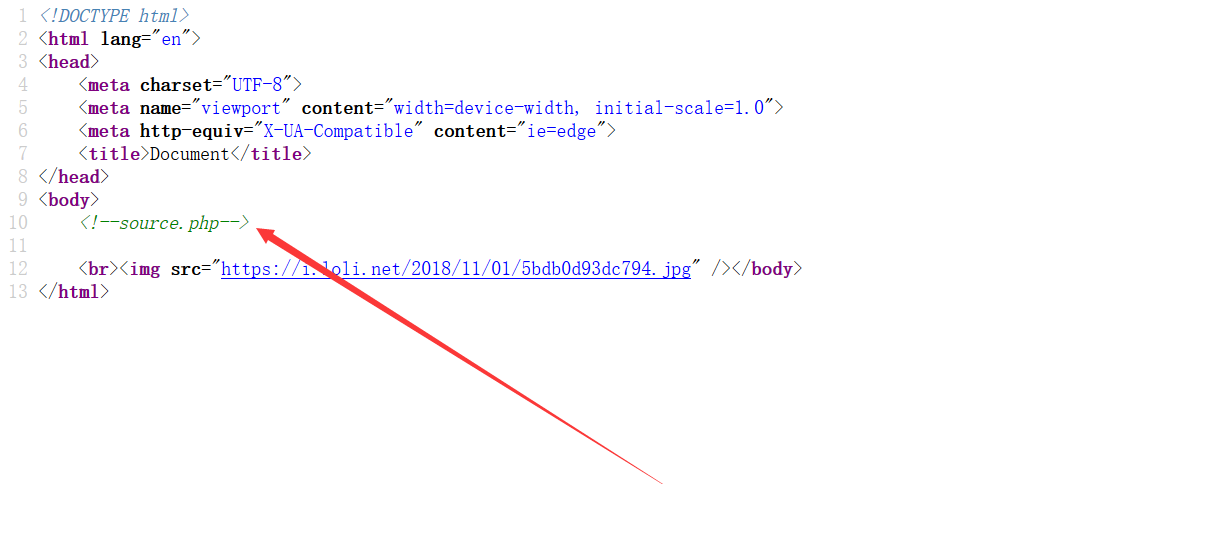 1 <!DOCTYPE html>
2 <html lang="en">
3 <head>
4     <meta charset="UTF-8">
5     <meta name="viewport" content="width=device-width, initial-scale=1.0">
6     <meta http-equiv="X-UA-Compatible" content="ie=edge">
7     <title>Document</title>
8 </head>
9 <body>
10     <!--source.php-->
11
12     <br><img src="https://i.loli.net/2018/11/01/5bdb0d93dc794.jpg" /></body>
13 </html>